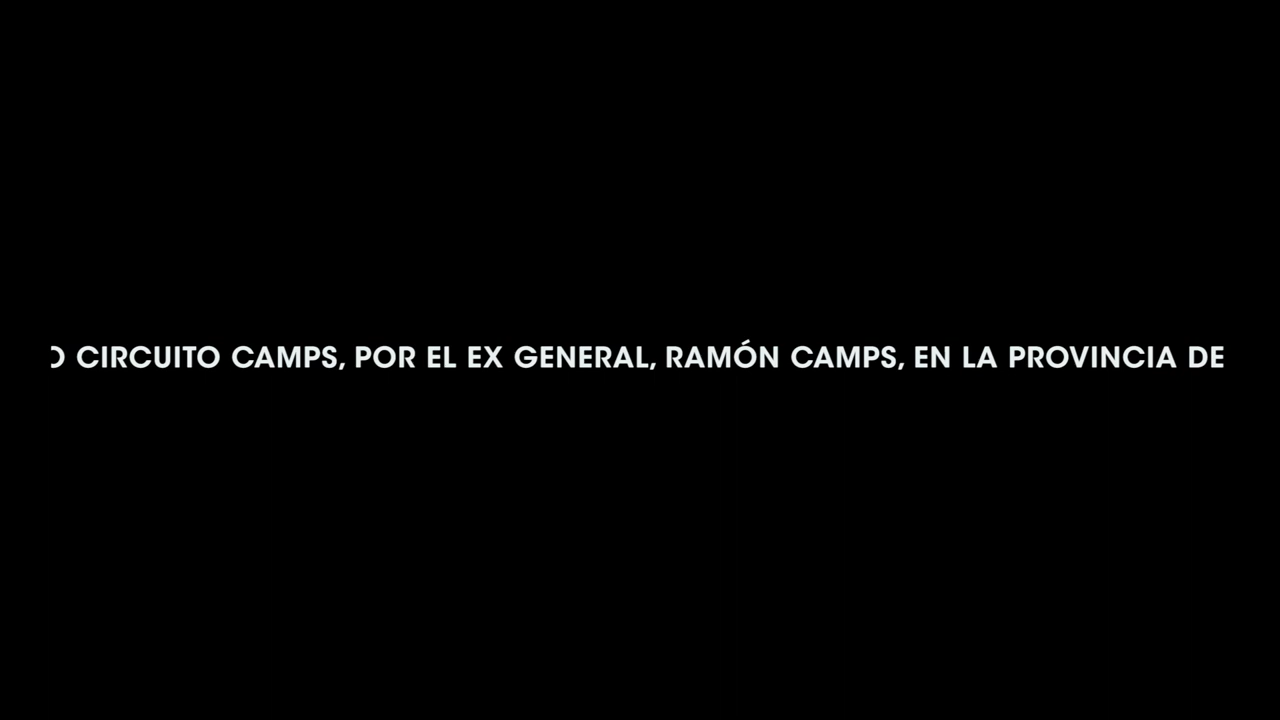 CIRCUITO CAMPS, POR EL EX GENERAL, RAMÓN CAMPS, EN LA PROVINCIA DE